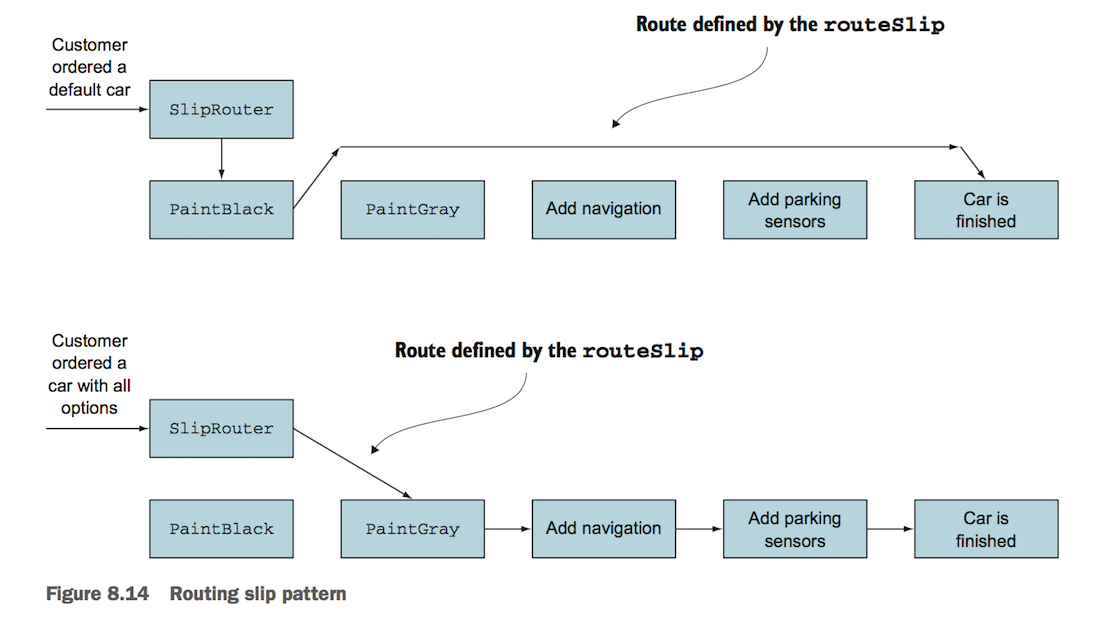 Route defined by the routeSlip
Customer
ordered a
default car
SlipRouter
PaintBlack
PaintGray
Add navigation
Add parking
sensors
Car is
finished
Customer
ordered a
car with all
options
Route defined by the routeSlip
SlipRouter
PaintBlack
PaintGray
Add navigation
Add parking
sensors
Car is
finished
Figure 8.14 Routing slip pattern